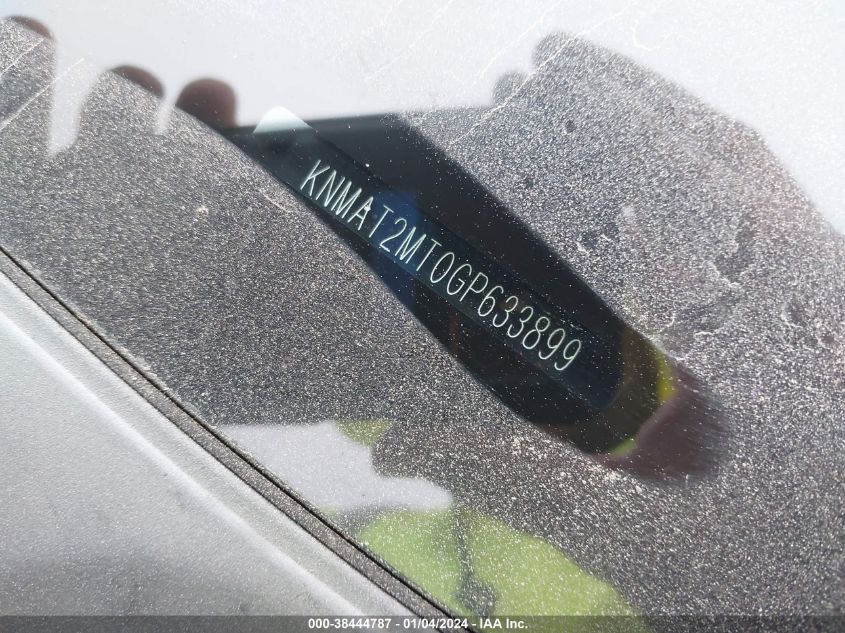 KNMAT2MT0GP633899
000-38444787 - 01/04/2024 - IAA Inc.